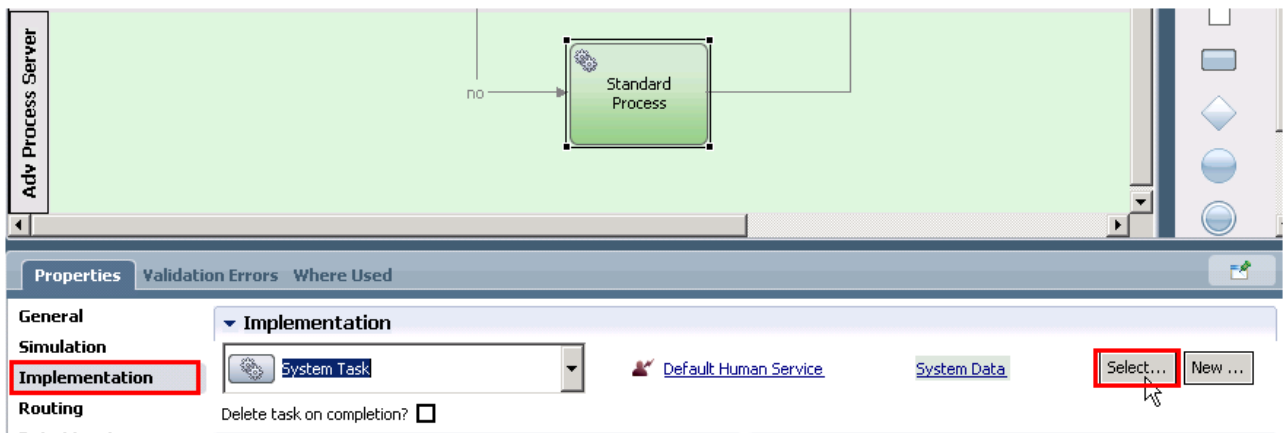 Adv Process Server
no
Standard
Process
Properties Validation Errors Where Used
General
Simulation
Implementation
Routing
Implementation
System Task Default Human Service System Data Select... New ...
Delete task on completion?